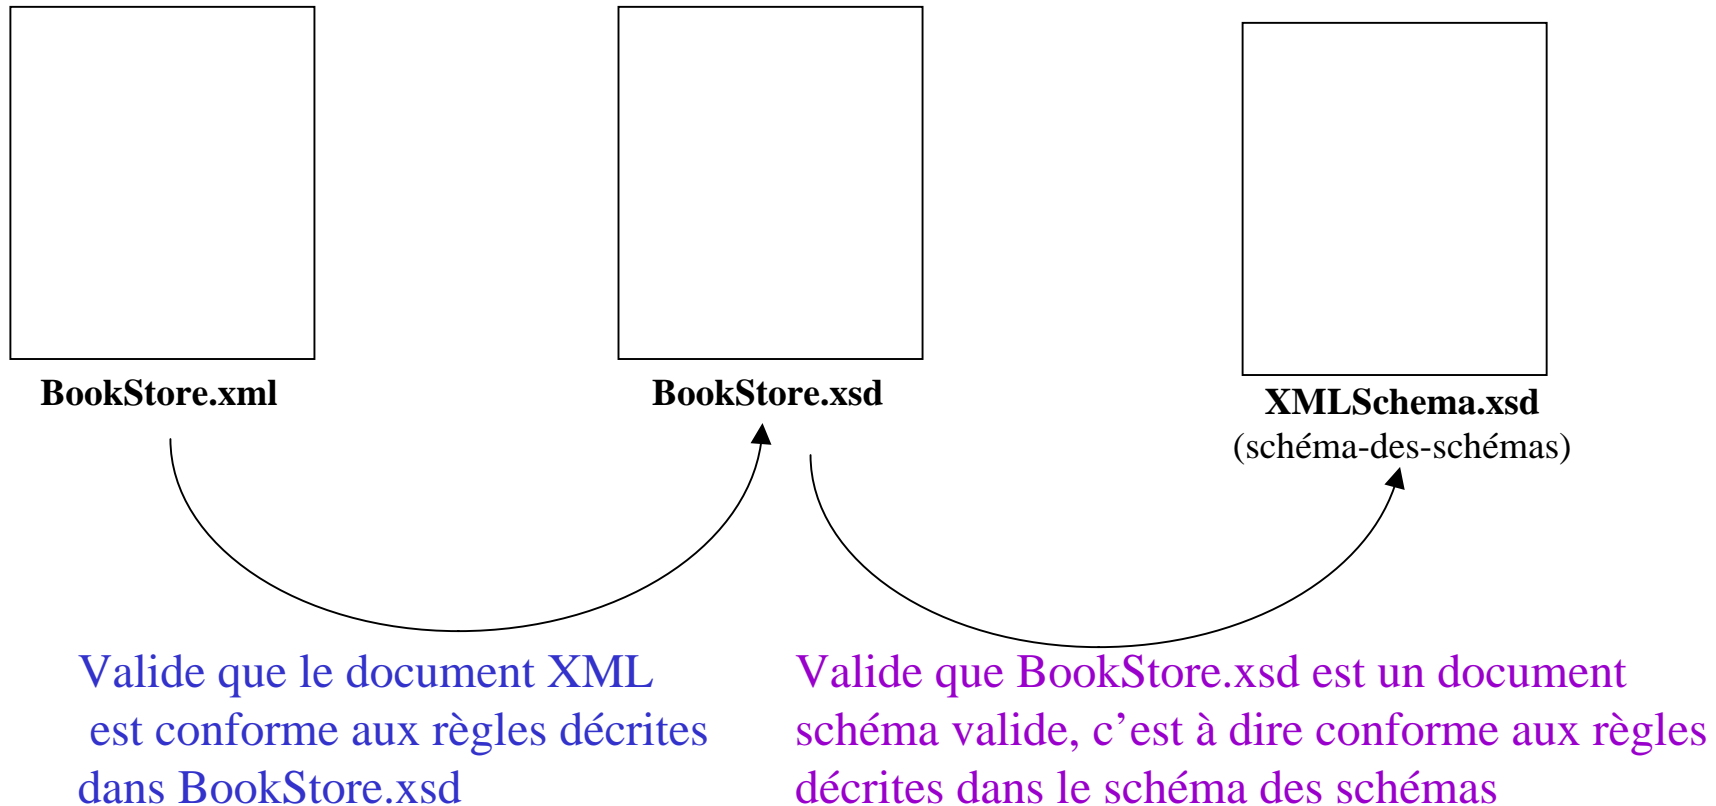 BookStore.xml
BookStore.xsd
XMLSchema.xsd
(schéma-des-schémas)
Valide que le document XML
est conforme aux règles décrites
dans BookStore.xsd
Valide que BookStore.xsd est un document
schéma valide, c’est à dire conforme aux règles
décrites dans le schéma des schémas